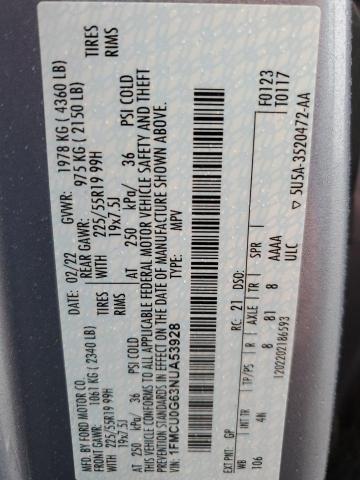 MFD. BY FORD MOTOR CO.
02/22 GVWR: 1978 KG ( 4360 LB)
FRONT GAWR: 1061 KG ( 2340 LB) REAR GAWR: 975 KG ( 2150 LB)
225/55R19 99H TIRES 225/55R19 99H TIRES
19x7.5J RIMS 19x7.5J RIMS
AT 250 kPa/ 36 PSI COLD AT 250 kPa/ 36 PSI COLD
THIS VEHICLE CONFORMS TO ALL APPLICABLE FEDERAL MOTOR VEHICLE SAFETY AND THEFT
PREVENTION STANDARDS IN EFFECT ON THE DATE OF MANUFACTURE SHOWN ABOVE.
VIN: 1FMCU0G63NUA53928 TYPE: MPV
F0123
T0117
EXT PNT: GP RC: 21 DSO:
WB INT TR TP/PS R AXLE TR SPR
106 4N 8 81 8 AAAA
ULC
1202202186593
▽ 5U5A-3520472-AA